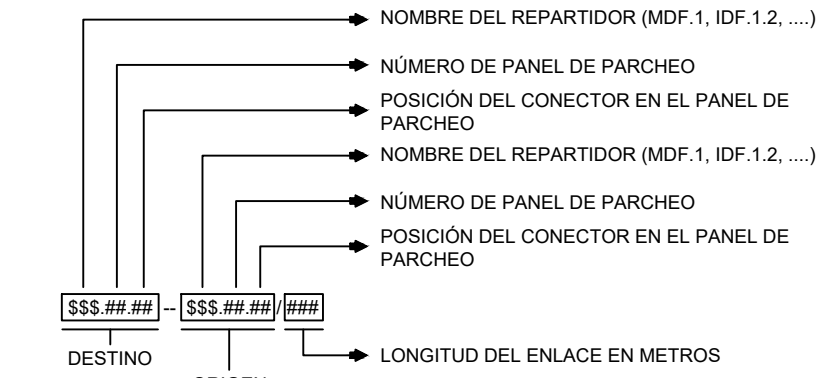 NOMBRE DEL REPARTIDOR (MDF.1, IDF.1.2, ....)
NÚMERO DE PANEL DE PARCHEO
POSICIÓN DEL CONECTOR EN EL PANEL DE
PARCHEO
NOMBRE DEL REPARTIDOR (MDF.1, IDF.1.2, ....)
NÚMERO DE PANEL DE PARCHEO
POSICIÓN DEL CONECTOR EN EL PANEL DE
PARCHEO
$$$.##.## -- $$$.##.## / ###
DESTINO
LONGITUD DEL ENLACE EN METROS